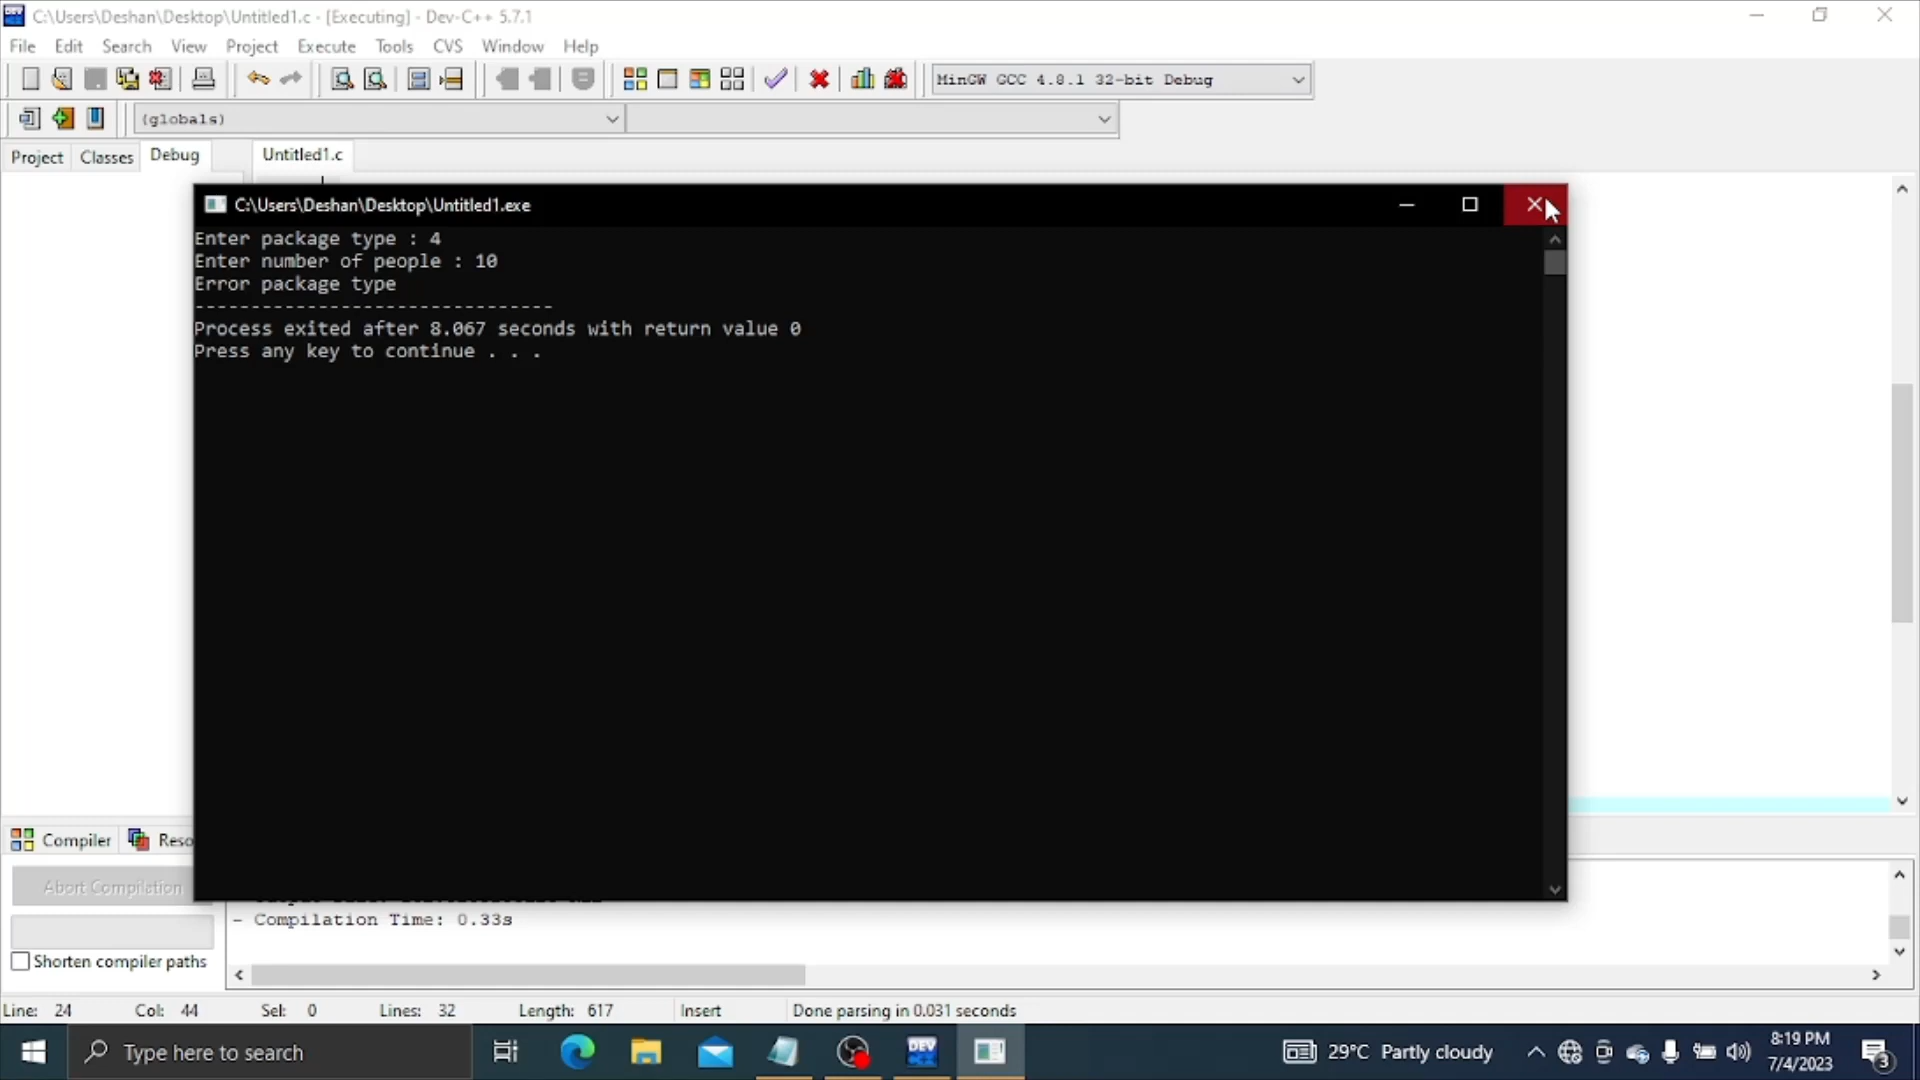 C:\Users\Deshan\Desktop\Untitled1.c - [Executing] - Dev-C++ 5.7.1
File Edit Search View Project Execute Tools CVS Window Help
MinGW GCC 4.8.1 32-bit Debug
(globals)
Project Classes Debug Untitled1.c
C:\Users\Deshan\Desktop\Untitled1.exe
Enter package type : 4
Enter number of people : 10
Error package type
--------------------------------
Process exited after 8.067 seconds with return value 0
Press any key to continue . . .
Compiler Reso
Abort Compilation
- Compilation Time: 0.33s
Shorten compiler paths
Line: 24 Col: 44 Sel: 0 Lines: 32 Length: 617 Insert Done parsing in 0.031 seconds
Type here to search
DEV
29°C Partly cloudy
8:19 PM
7/4/2023
3